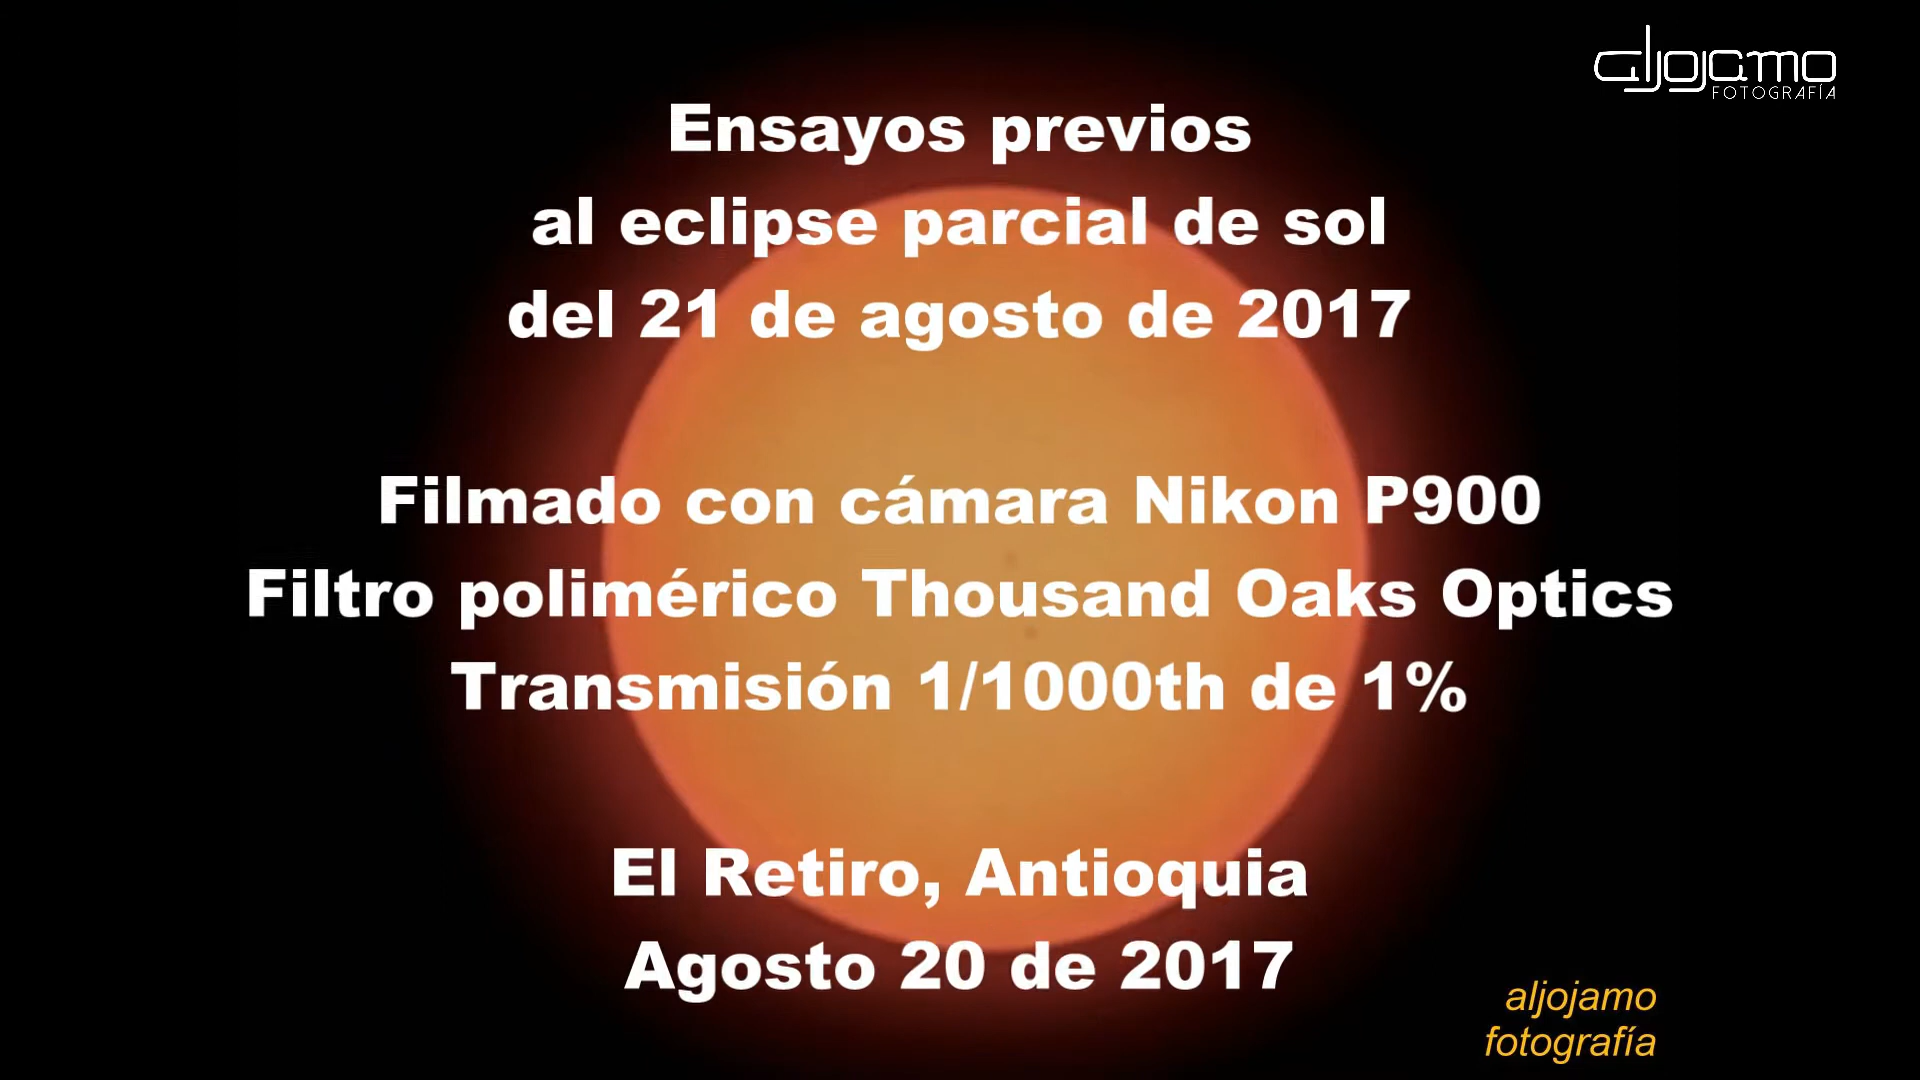 aljojamo
FOTOGRAFÍA
Ensayos previos
al eclipse parcial de sol
del 21 de agosto de 2017
Filmado con cámara Nikon P900
Filtro polimérico Thousand Oaks Optics
Transmisión 1/1000th de 1%
El Retiro, Antioquia
Agosto 20 de 2017
aljojamo
fotografía